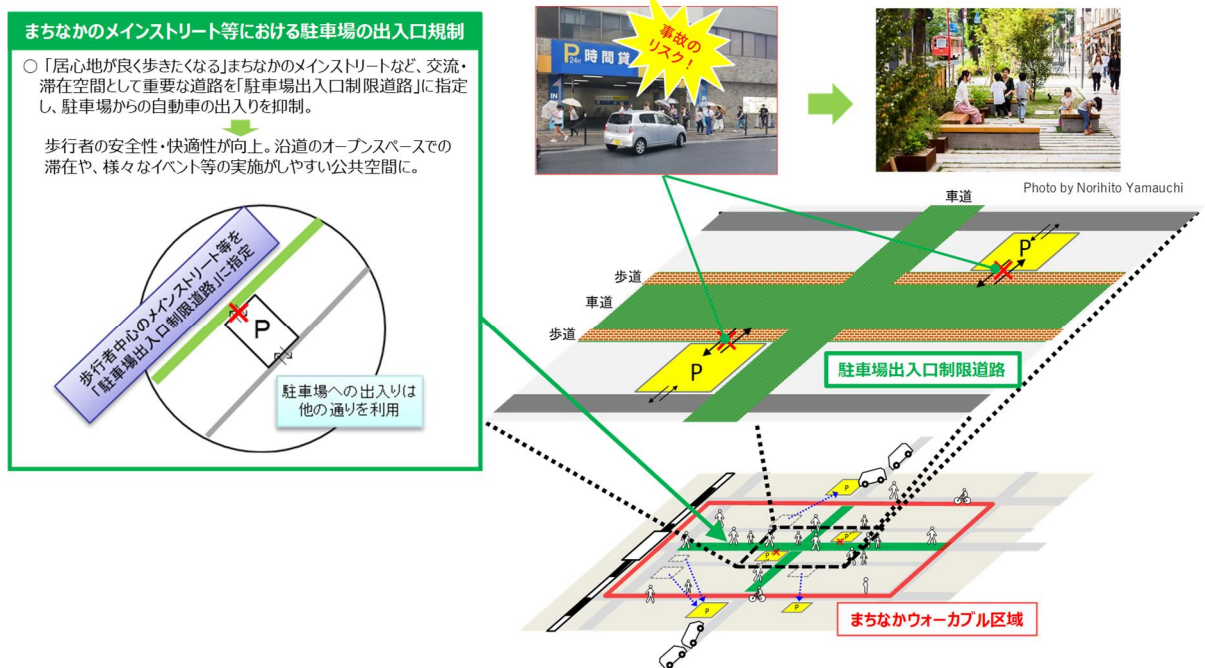 まちなかのメインストリート等における駐車場の出入口規制
○ 「居心地が良く歩きたくなる」まちなかのメインストリートなど、交流・
滞在空間として重要な道路を「駐車場出入口制限道路」に指定
し、駐車場からの自動車の出入りを抑制。
歩行者の安全性・快適性が向上。沿道のオープンスペースでの
滞在や、様々なイベント等の実施がしやすい公共空間に。
歩行者中心のメインストリート等を
「駐車場出入口制限道路」に指定
P
駐車場への出入りは
他の通りを利用
P 時間貸
24H
IN
IN
事故の
リスク!
Photo by Norihito Yamauchi
車道
P
歩道
車道
歩道
P
駐車場出入口制限道路
P
P
P
P
P
まちなかウォーカブル区域